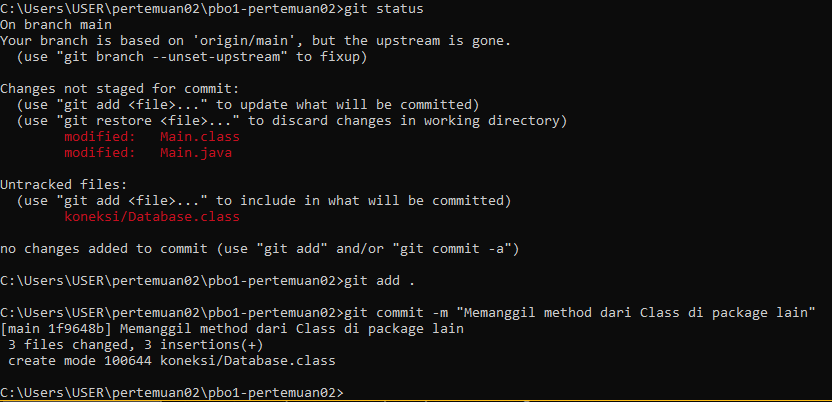 C:\Users\USER\pertemuan02\pbo1-pertemuan02>git status
On branch main
Your branch is based on 'origin/main', but the upstream is gone.
  (use "git branch --unset-upstream" to fixup)

Changes not staged for commit:
  (use "git add <file>..." to update what will be committed)
  (use "git restore <file>..." to discard changes in working directory)
        modified:   Main.class
        modified:   Main.java

Untracked files:
  (use "git add <file>..." to include in what will be committed)
        koneksi/Database.class

no changes added to commit (use "git add" and/or "git commit -a")

C:\Users\USER\pertemuan02\pbo1-pertemuan02>git add .

C:\Users\USER\pertemuan02\pbo1-pertemuan02>git commit -m "Memanggil method dari Class di package lain"
[main 1f9648b] Memanggil method dari Class di package lain
 3 files changed, 3 insertions(+)
 create mode 100644 koneksi/Database.class

C:\Users\USER\pertemuan02\pbo1-pertemuan02>